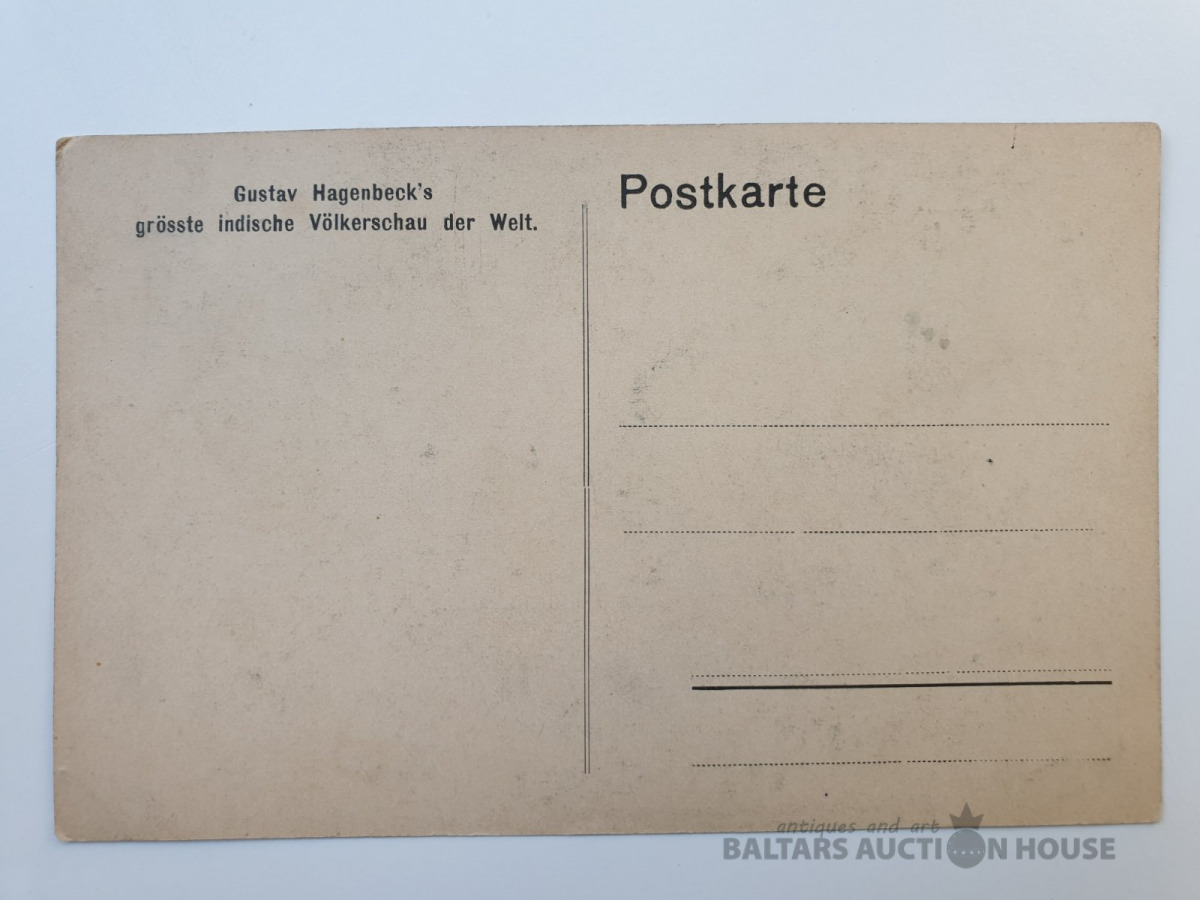 Gustav Hagenbeck's
grösste indische Völkerschau der Welt.
Postkarte
antiques and art
BALTARS AUCTION HOUSE